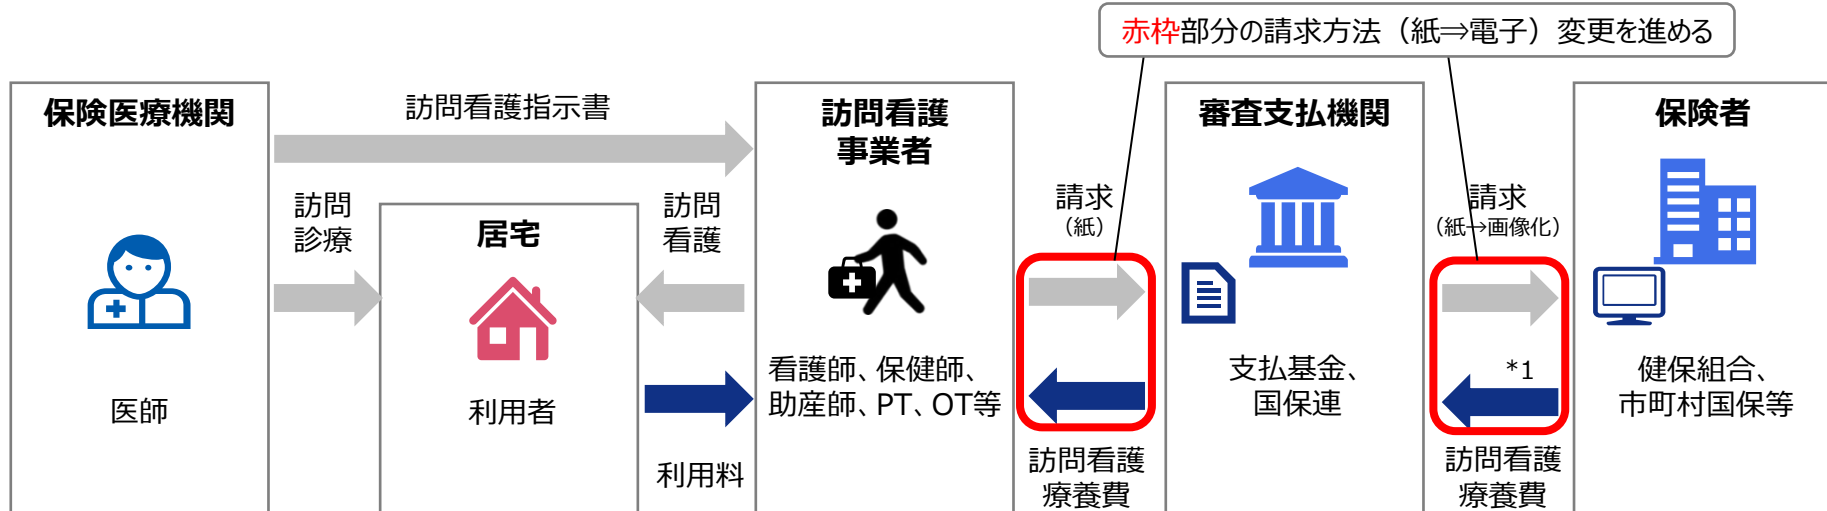 赤枠部分の請求方法（紙⇒電子）変更を進める
保険医療機関
訪問看護指示書
訪問看護
事業者
審査支払機関
保険者
訪問
診療
居宅
訪問
看護
請求
（紙）
請求
（紙→画像化）
医師
利用者
看護師、保健師、
助産師、PT、OT等
支払基金、
国保連
*1
健保組合、
市町村国保等
利用料
訪問看護
療養費
訪問看護
療養費